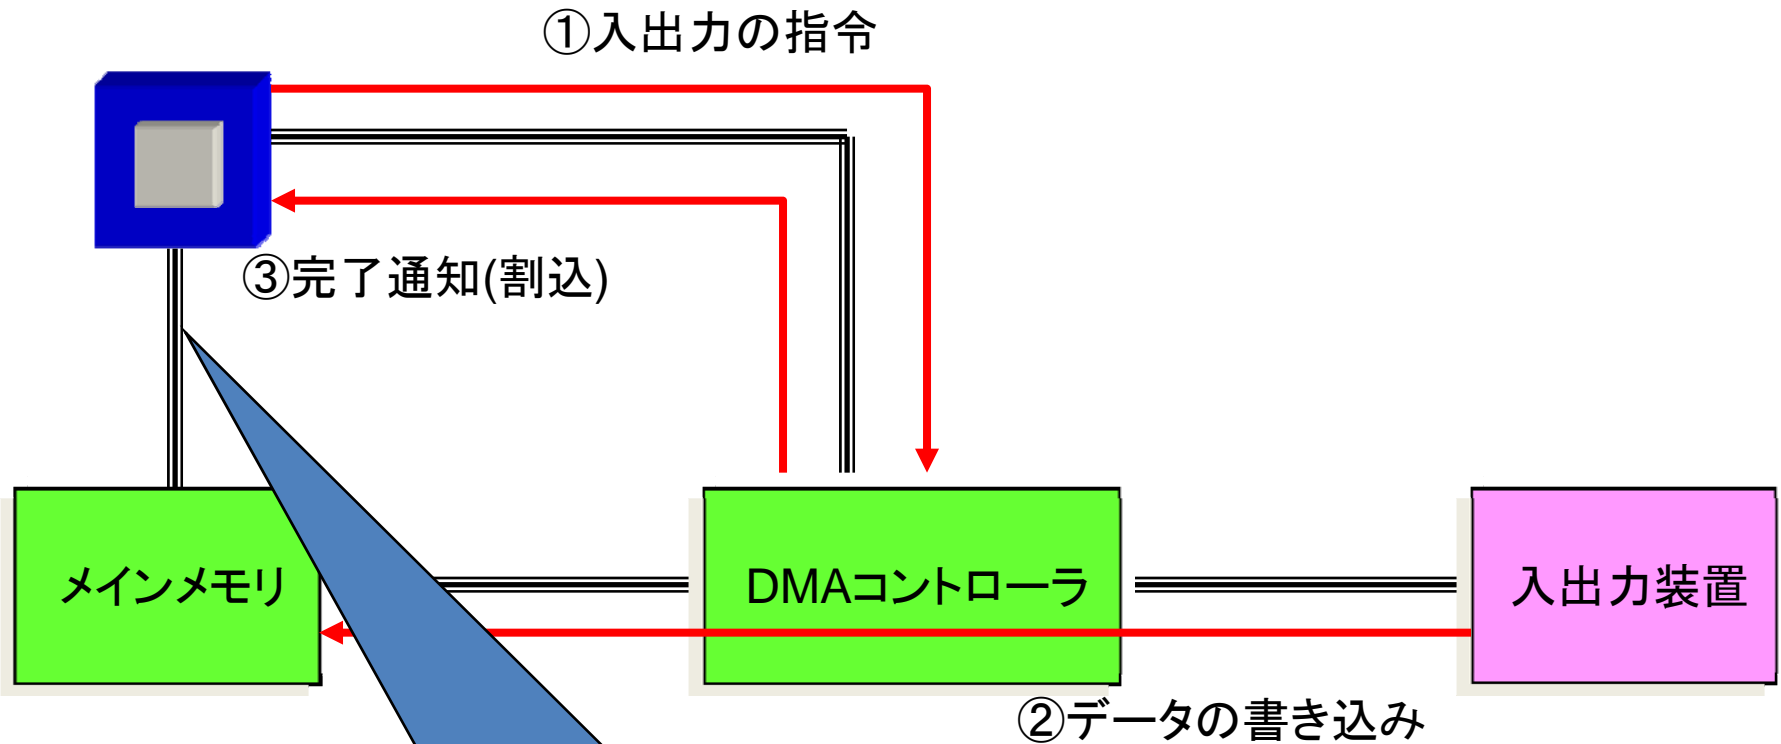 ①入出力の指令
③完了通知(割込)
メインメモリ
DMAコントローラ
入出力装置
②データの書き込み